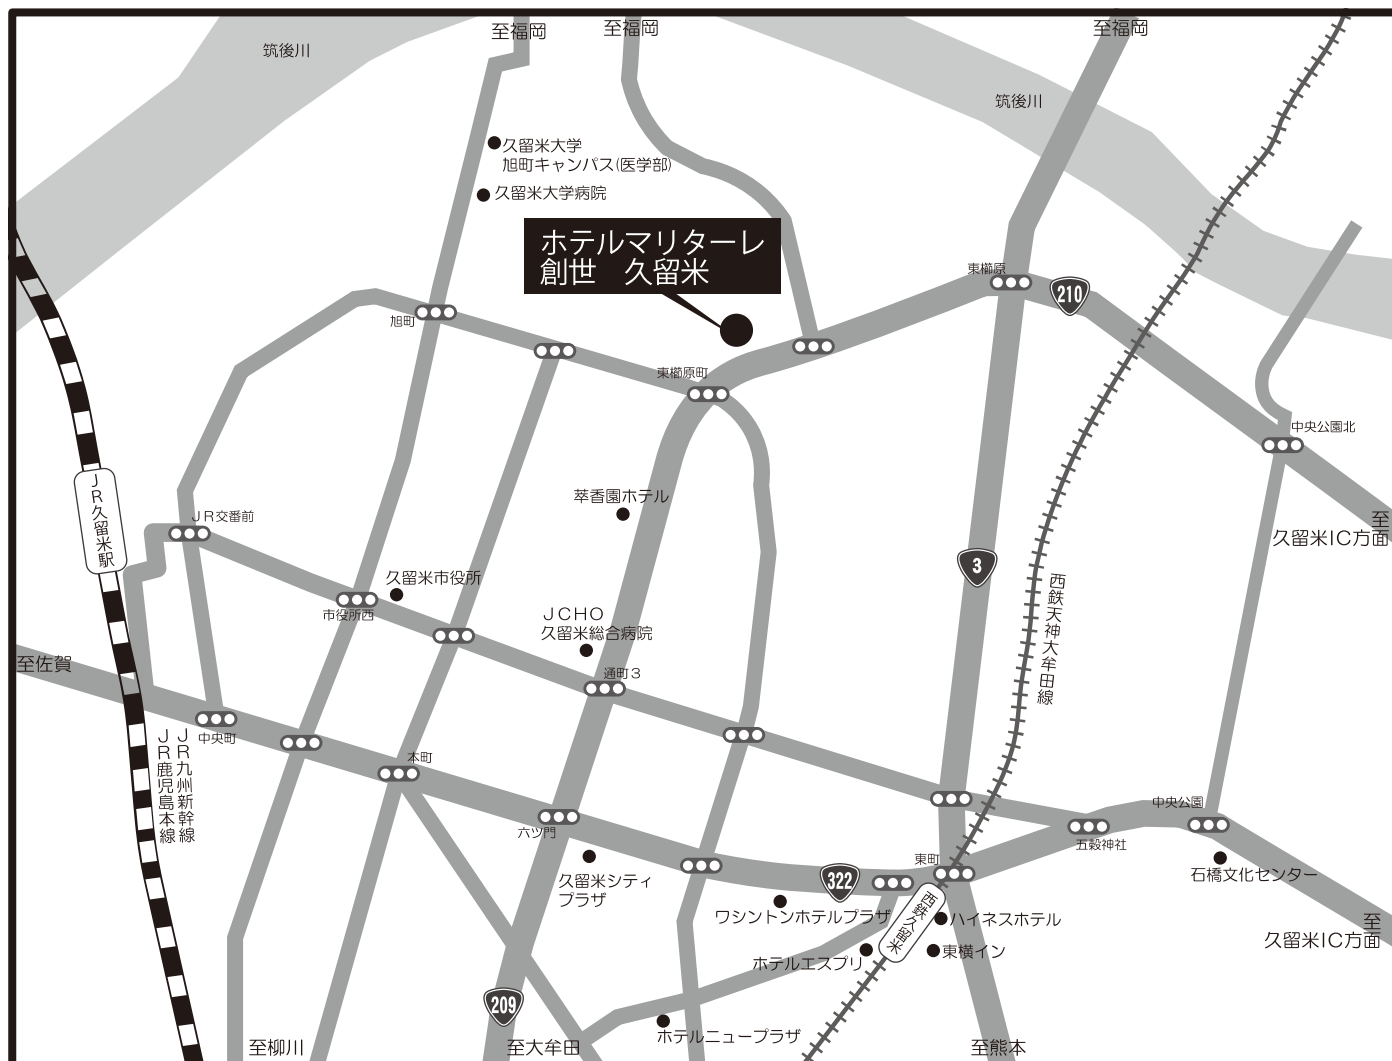 至福岡
至福岡
至福岡
筑後川
筑後川
久留米大学
旭町キャンパス(医学部)
久留米大学病院
ホテルマリターレ
創世　久留米
東櫛原
210
旭町
東櫛原町
中央公園北
至
久留米IC方面
JR久留米駅
JR交番前
萃香園ホテル
3
久留米市役所
市役所西
JCHO
久留米総合病院
西鉄天神大牟田線
至佐賀
通町3
中央町
JR九州新幹線
JR鹿児島本線
本町
六ツ門
中央公園
五穀神社
東町
石橋文化センター
久留米シティ
プラザ
322
ワシントンホテルプラザ
西鉄久留米
ハイネスホテル
東横イン
ホテルエスプリ
至
久留米IC方面
209
ホテルニュープラザ
至柳川
至大牟田
至熊本